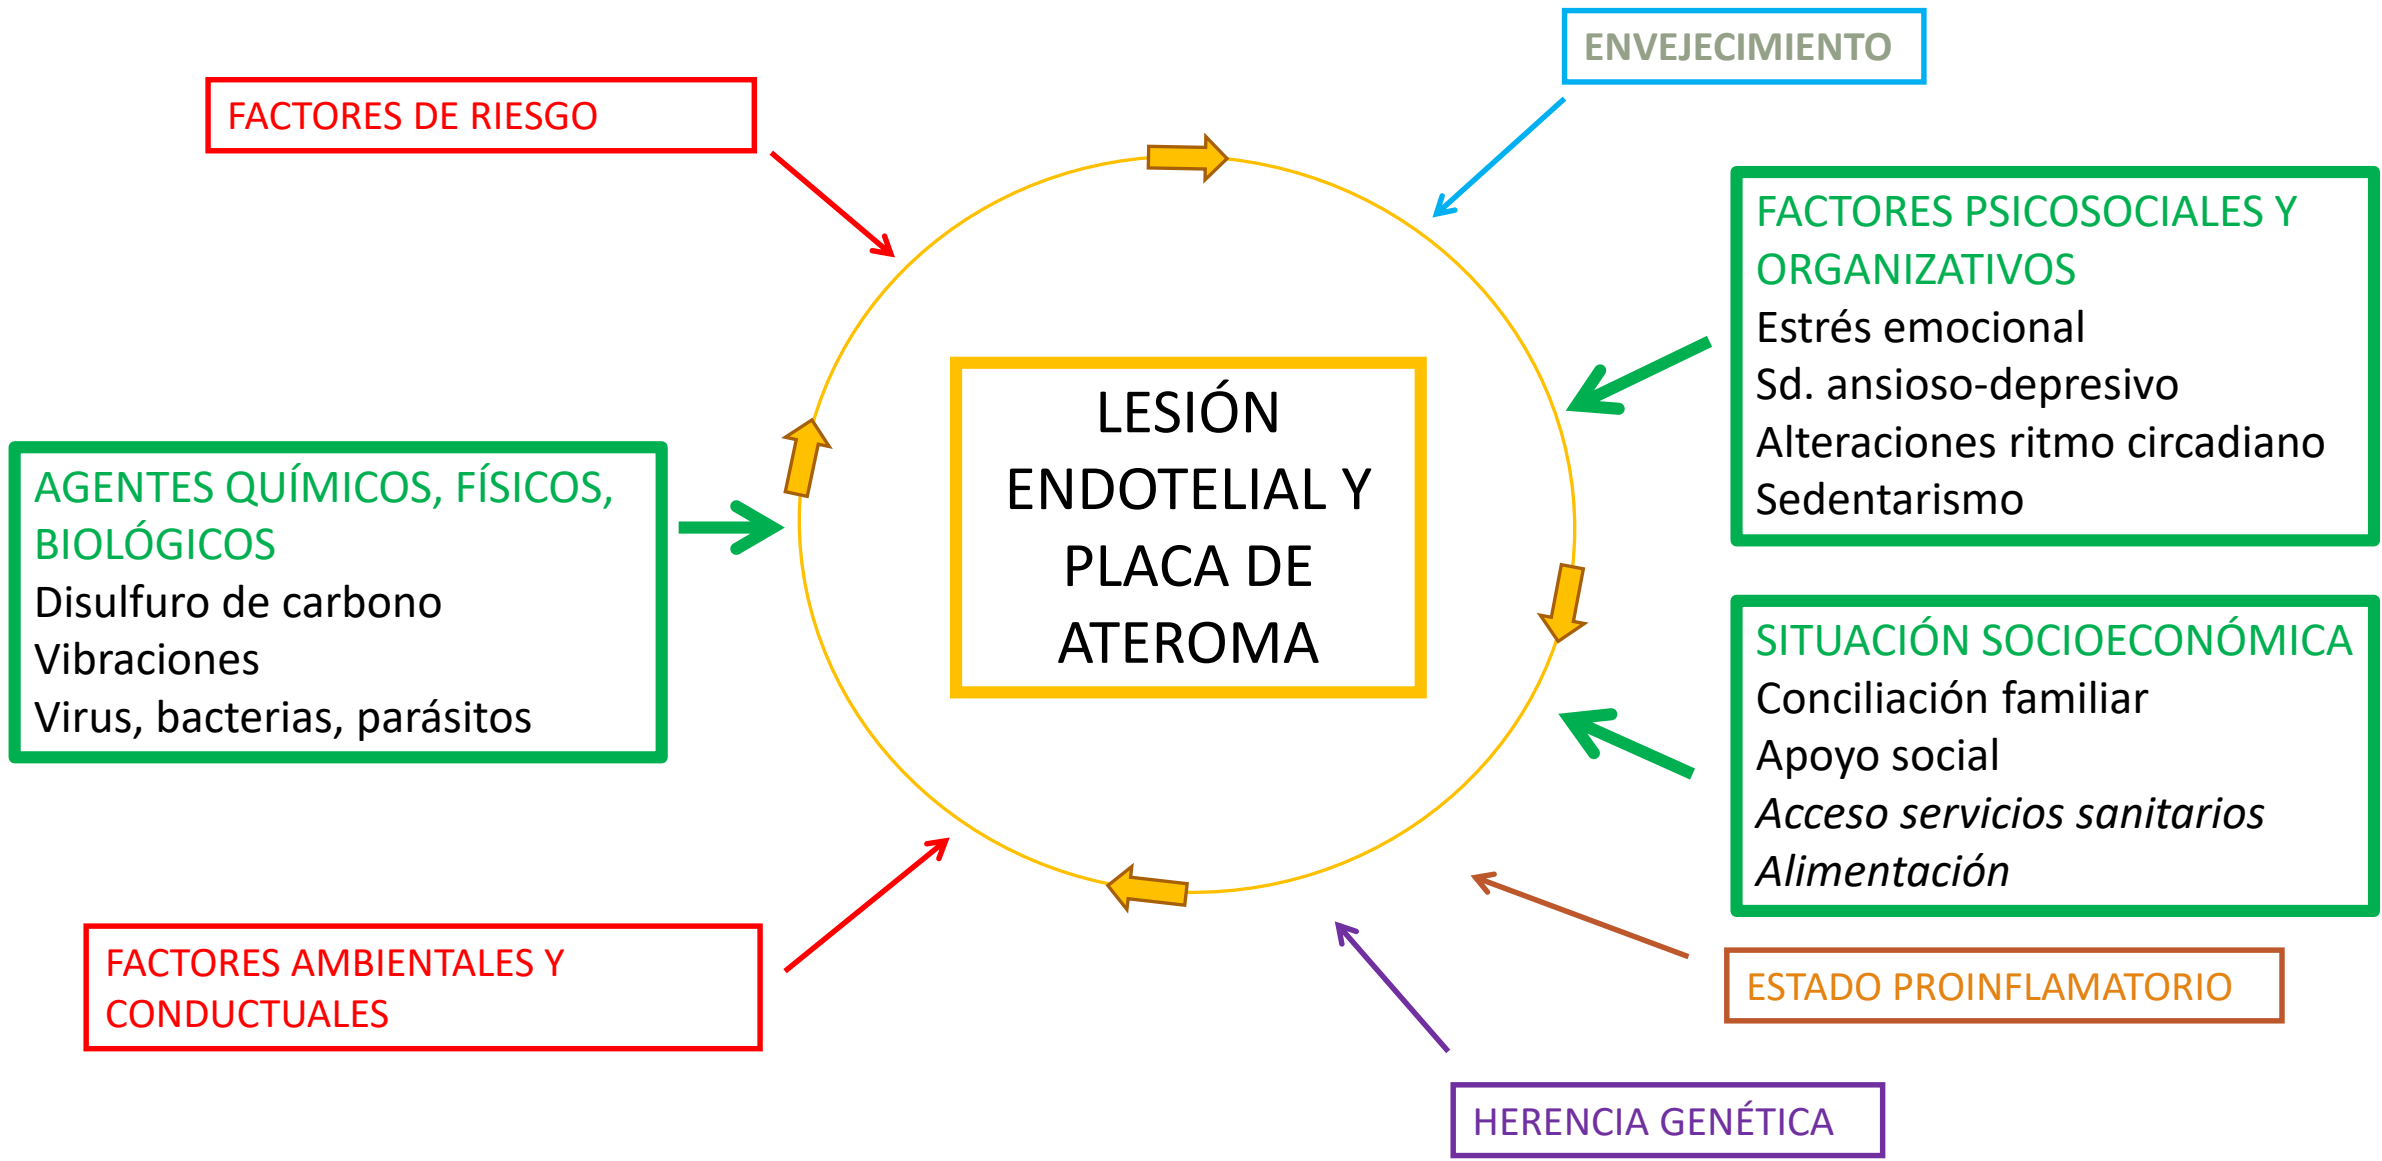 ENVEJECIMIENTO
FACTORES DE RIESGO
FACTORES PSICOSOCIALES Y
ORGANIZATIVOS
Estrés emocional
Sd. ansioso-depresivo
Alteraciones ritmo circadiano
Sedentarismo
LESIÓN
ENDOTELIAL Y
PLACA DE
ATEROMA
AGENTES QUÍMICOS, FÍSICOS,
BIOLÓGICOS
Disulfuro de carbono
Vibraciones
Virus, bacterias, parásitos
SITUACIÓN SOCIOECONÓMICA
Conciliación familiar
Apoyo social
Acceso servicios sanitarios
Alimentación
FACTORES AMBIENTALES Y
CONDUCTUALES
ESTADO PROINFLAMATORIO
HERENCIA GENÉTICA